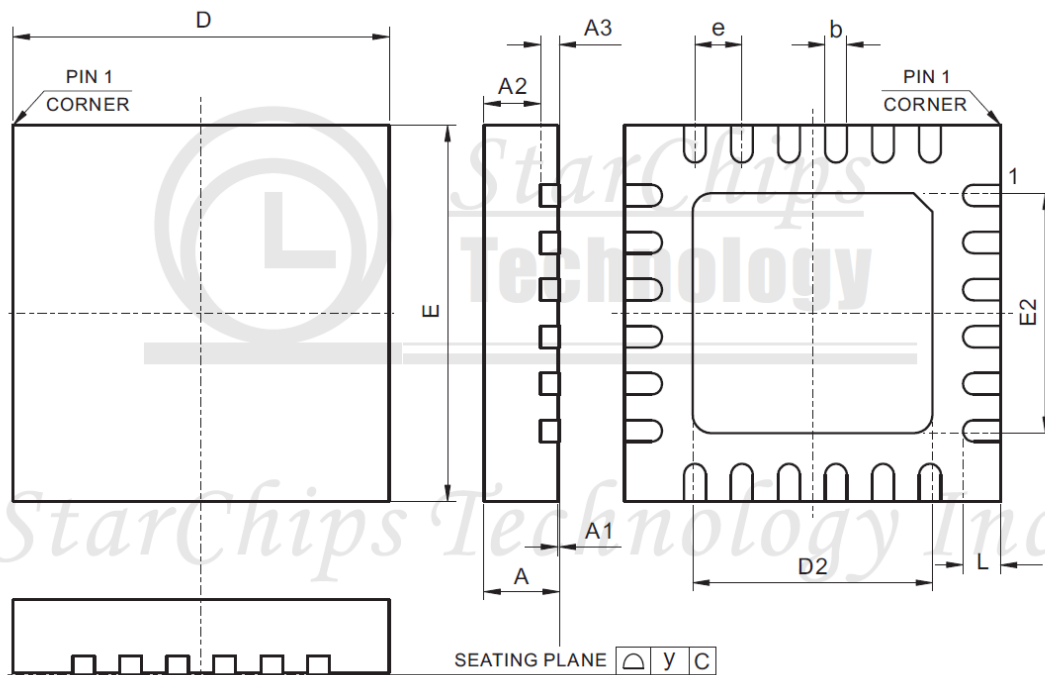 D
A3
e
b
PIN 1
CORNER
A2
PIN 1
CORNER
StarChips
Technology
1
E
E2
StarChips Technology Inc
A1
A
D2
L
SEATING PLANE
y
C